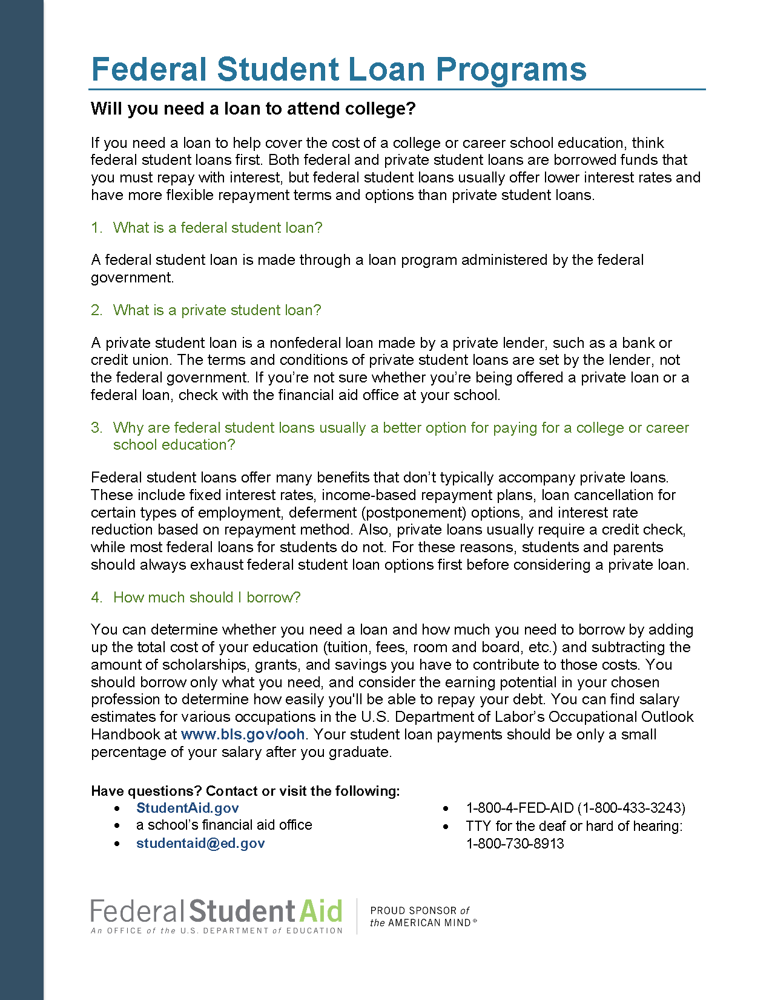 Federal Student Loan Programs
Will you need a loan to attend college?
If you need a loan to help cover the cost of a college or career school education, think
federal student loans first. Both federal and private student loans are borrowed funds that
you must repay with interest, but federal student loans usually offer lower interest rates and
have more flexible repayment terms and options than private student loans.
1. What is a federal student loan?
A federal student loan is made through a loan program administered by the federal
government.
2. What is a private student loan?
A private student loan is a nonfederal loan made by a private lender, such as a bank or
credit union. The terms and conditions of private student loans are set by the lender, not
the federal government. If you’re not sure whether you’re being offered a private loan or a
federal loan, check with the financial aid office at your school.
3. Why are federal student loans usually a better option for paying for a college or career
school education?
Federal student loans offer many benefits that don’t typically accompany private loans.
These include fixed interest rates, income-based repayment plans, loan cancellation for
certain types of employment, deferment (postponement) options, and interest rate
reduction based on repayment method. Also, private loans usually require a credit check,
while most federal loans for students do not. For these reasons, students and parents
should always exhaust federal student loan options first before considering a private loan.
4. How much should I borrow?
You can determine whether you need a loan and how much you need to borrow by adding
up the total cost of your education (tuition, fees, room and board, etc.) and subtracting the
amount of scholarships, grants, and savings you have to contribute to those costs. You
should borrow only what you need, and consider the earning potential in your chosen
profession to determine how easily you'll be able to repay your debt. You can find salary
estimates for various occupations in the U.S. Department of Labor’s Occupational Outlook
Handbook at www.bls.gov/ooh. Your student loan payments should be only a small
percentage of your salary after you graduate.
Have questions? Contact or visit the following:
• StudentAid.gov
• a school’s financial aid office
• studentaid@ed.gov
• 1-800-4-FED-AID (1-800-433-3243)
• TTY for the deaf or hard of hearing:
1-800-730-8913
Federal Student Aid
An OFFICE of the U.S. DEPARTMENT of EDUCATION
PROUD SPONSOR of
the AMERICAN MIND®